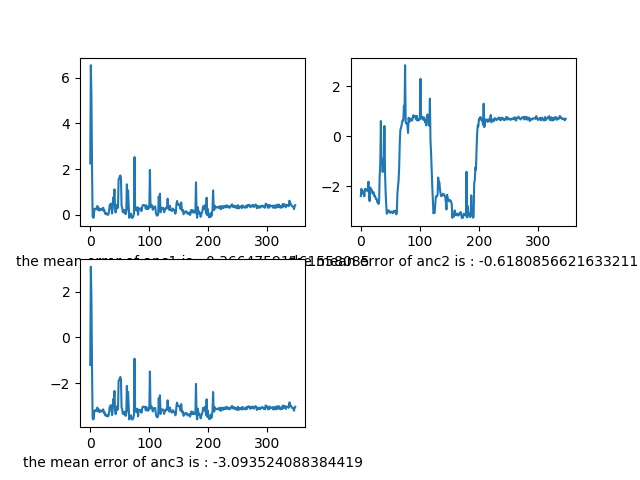 6
4
2
0
0 100 200 300
2
0
−2
0 100 200 300
the mean error of anc1 is :
mean error of anc2 is : -0.6180856621633211
2
0
−2
0 100 200 300
the mean error of anc3 is : -3.093524088384419